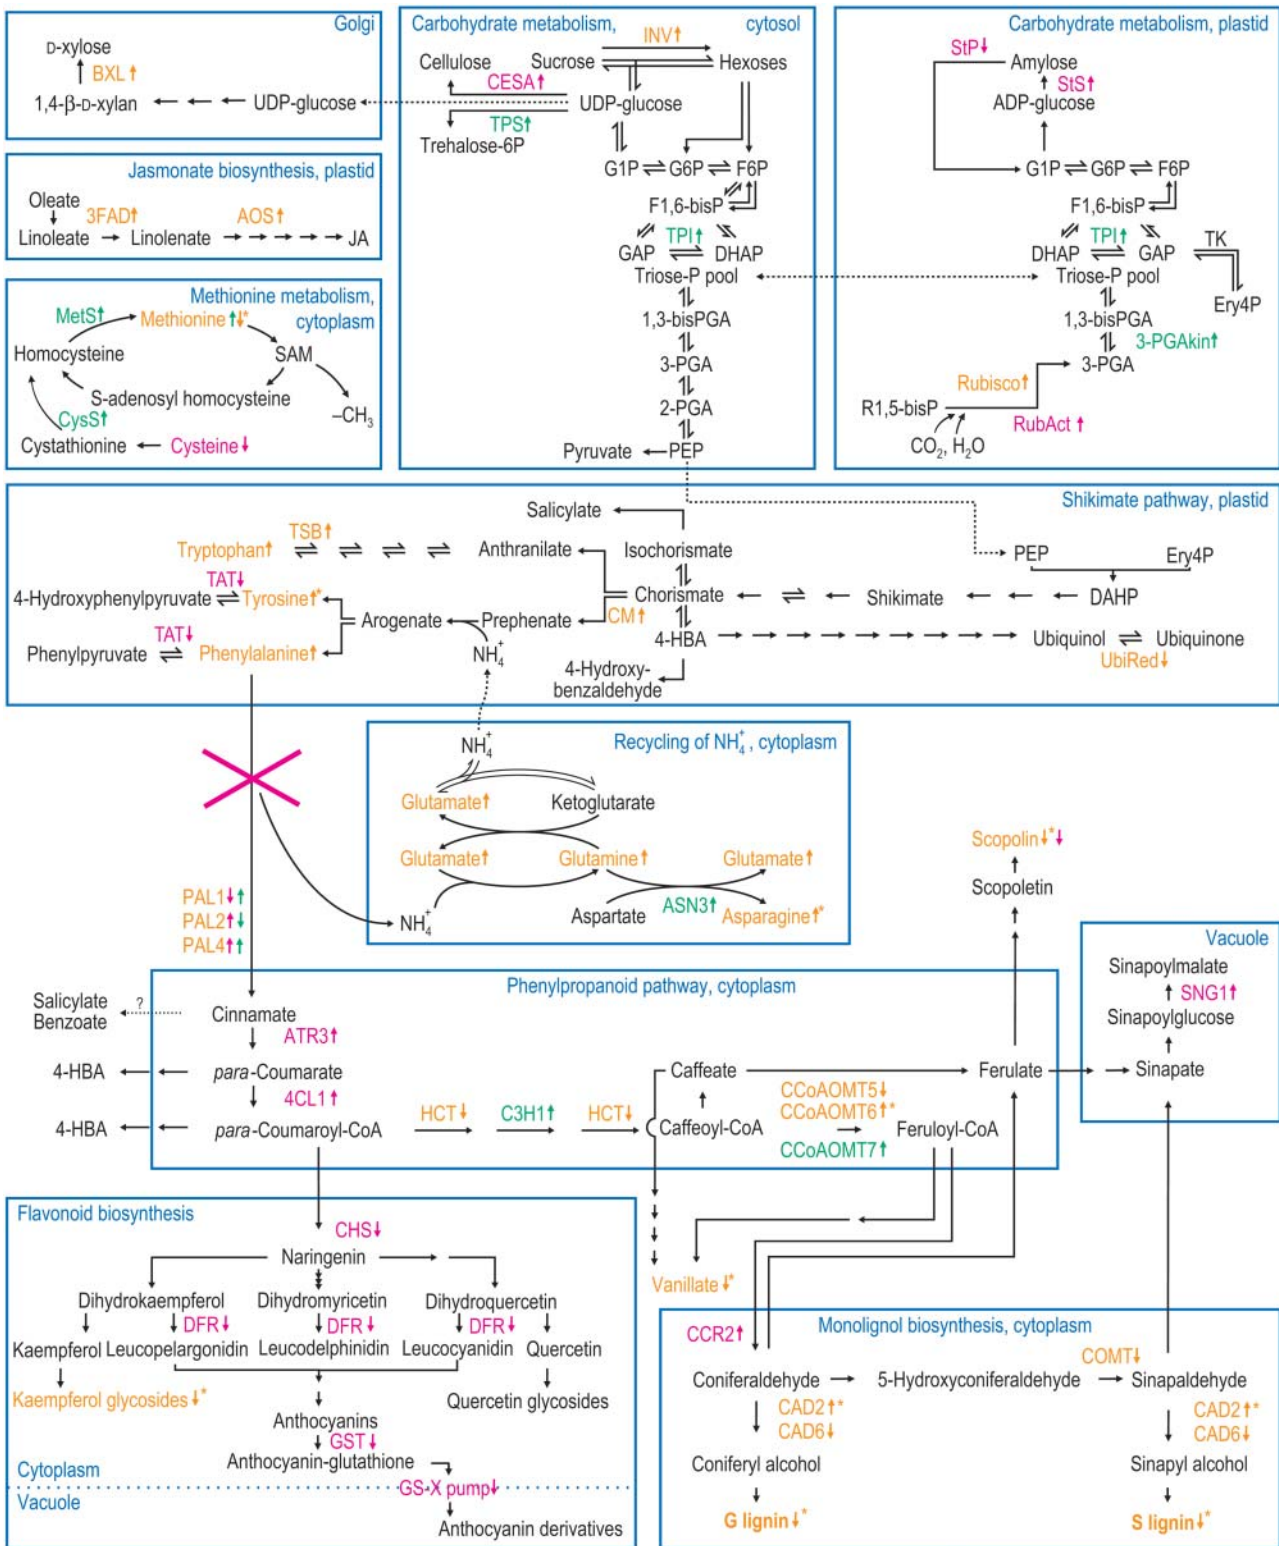 Golgi
D-xylose
BXL↑
1,4-β-D-xylan
UDP-glucose
Jasmonate biosynthesis, plastid
Oleate
3FAD↑
AOS↑
Linoleate
Linolenate
JA
Methionine metabolism,
cytoplasm
MetS↑
Methionine↑↓*
Homocysteine
SAM
S-adenosyl homocysteine
–CH3
CysS↑
Cystathionine
Cysteine↓
Carbohydrate metabolism,
cytosol
INV↑
Cellulose
Sucrose
Hexoses
CESA↑
UDP-glucose
TPS↑
Trehalose-6P
G1P
G6P
F6P
F1,6-bisP
GAP
TPI↑
DHAP
Triose-P pool
1,3-bisPGA
3-PGA
2-PGA
Pyruvate
PEP
Carbohydrate metabolism, plastid
StP↓
Amylose
StS↑
ADP-glucose
G1P
G6P
F6P
F1,6-bisP
DHAP
TPI↑
GAP
TK
Triose-P pool
Ery4P
1,3-bisPGA
3-PGAkin↑
3-PGA
Rubisco↑
R1,5-bisP
RubAct↑
CO2, H2O
Shikimate pathway, plastid
Salicylate
TSB↑
Tryptophan↑
Anthranilate
Isochorismate
PEP
Ery4P
TAT↓
4-Hydroxyphenylpyruvate
Tyrosine↑*
Chorismate
Shikimate
DAHP
CM↑
Arogenate
Prephenate
TAT↓
Phenylpyruvate
Phenylalanine↑
NH4+
4-HBA
Ubiquinol
Ubiquinone
UbiRed↓
4-Hydroxy-
benzaldehyde
Recycling of NH4+, cytoplasm
NH4+
Glutamate↑
Ketoglutarate
Glutamate↑
Glutamine↑
Glutamate↑
Aspartate
ASN3↑
Asparagine↑*
NH4+
PAL1↓↑
PAL2↑↓
PAL4↑↑
Scopolin↓*↓
Scopoletin
Vacuole
Sinapoylmalate
SNG1↑
Sinapoylglucose
Sinapate
Phenylpropanoid pathway, cytoplasm
Salicylate
Benzoate
?
Cinnamate
ATR3↑
4-HBA
para-Coumarate
4CL1↑
4-HBA
para-Coumaroyl-CoA
HCT↓
C3H1↑
HCT↓
Caffeate
Ferulate
Caffeoyl-CoA
CCoAOMT5↓
CCoAOMT6↑*
CCoAOMT7↑
Feruloyl-CoA
Flavonoid biosynthesis
CHS↓
Naringenin
Dihydrokaempferol
Dihydromyricetin
Dihydroquercetin
DFR↓
DFR↓
DFR↓
Kaempferol
Leucopelargonidin
Leucodelphinidin
Leucocyanidin
Quercetin
Kaempferol glycosides↓*
Quercetin glycosides
Anthocyanins
GST↓
Anthocyanin-glutathione
Cytoplasm
GS-X pump↓
Vacuole
Anthocyanin derivatives
Vanillate↓*
CCR2↑
Monolignol biosynthesis, cytoplasm
COMT↓
Coniferaldehyde
5-Hydroxyconiferaldehyde
Sinapaldehyde
CAD2↑*
CAD6↓
CAD2↑*
CAD6↓
Coniferyl alcohol
Sinapyl alcohol
G lignin↓*
S lignin↓*